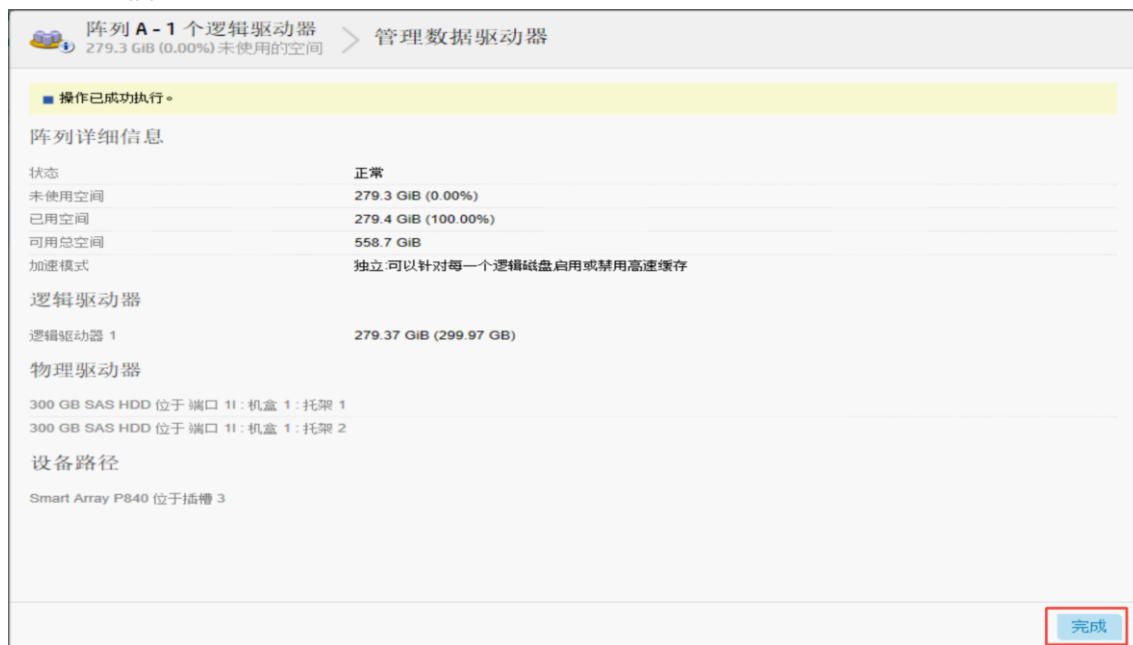 阵列 A - 1 个逻辑驱动器
279.3 GiB (0.00%) 未使用的空间
管理数据驱动器
操作已成功执行。
阵列详细信息
状态 正常
未使用空间 279.3 GiB (0.00%)
已用空间 279.4 GiB (100.00%)
可用总空间 558.7 GiB
加速模式 独立:可以针对每一个逻辑磁盘启用或禁用高速缓存
逻辑驱动器
逻辑驱动器 1 279.37 GiB (299.97 GB)
物理驱动器
300 GB SAS HDD 位于 端口 1I : 机盒 1 : 托架 1
300 GB SAS HDD 位于 端口 1I : 机盒 1 : 托架 2
设备路径
Smart Array P840 位于插槽 3
完成